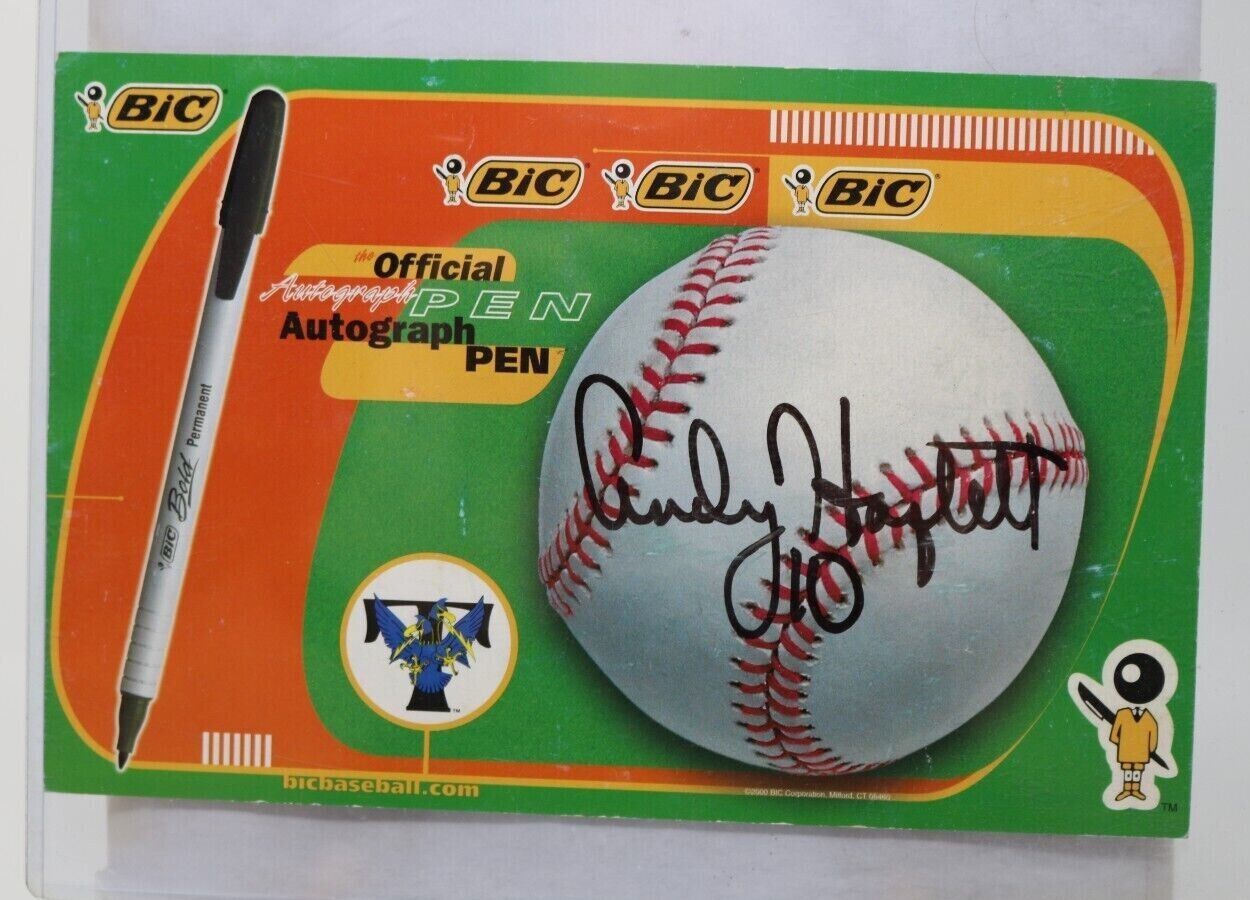 BiC
BiC BiC BiC
the Official
Autograph PEN
Autograph
PEN
BiC Bold Permanent
Andy Hazlett
10
T
bicbaseball.com
©2000 BIC Corporation, Milford, CT 06460
TM